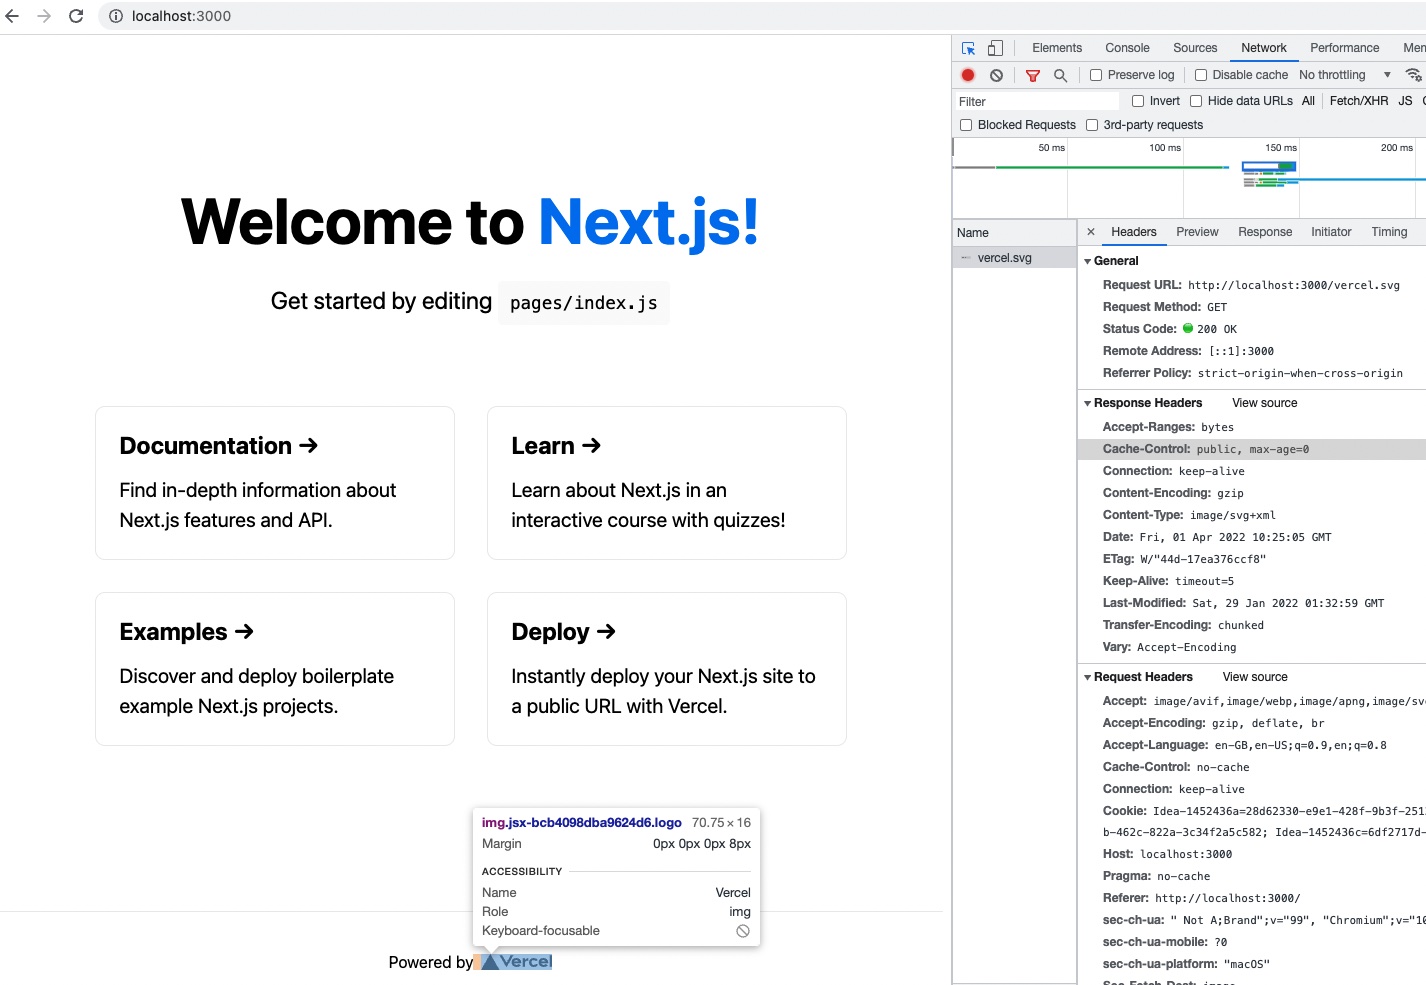 localhost:3000
Elements Console Sources Network Performance
Preserve log Disable cache No throttling
Filter Invert Hide data URLs All Fetch/XHR JS
Blocked Requests 3rd-party requests
50 ms 100 ms 150 ms 200 ms
Name
vercel.svg
× Headers Preview Response Initiator Timing
General
Request URL: http://localhost:3000/vercel.svg
Request Method: GET
Status Code: 200 OK
Remote Address: [::1]:3000
Referrer Policy: strict-origin-when-cross-origin
Response Headers View source
Accept-Ranges: bytes
Cache-Control: public, max-age=0
Connection: keep-alive
Content-Encoding: gzip
Content-Type: image/svg+xml
Date: Fri, 01 Apr 2022 10:25:05 GMT
ETag: W/"44d-17ea376ccf8"
Keep-Alive: timeout=5
Last-Modified: Sat, 29 Jan 2022 01:32:59 GMT
Transfer-Encoding: chunked
Vary: Accept-Encoding
Request Headers View source
Accept: image/avif,image/webp,image/apng,image/sv
Accept-Encoding: gzip, deflate, br
Accept-Language: en-GB,en-US;q=0.9,en;q=0.8
Cache-Control: no-cache
Connection: keep-alive
Cookie: Idea-1452436a=28d62330-e9e1-428f-9b3f-251
b-462c-822a-3c34f2a5c582; Idea-1452436c=6df2717d-
Host: localhost:3000
Pragma: no-cache
Referer: http://localhost:3000/
sec-ch-ua: " Not A;Brand";v="99", "Chromium";v="10
sec-ch-ua-mobile: ?0
sec-ch-ua-platform: "macOS"
Welcome to Next.js!
Get started by editing pages/index.js
Documentation →
Find in-depth information about
Next.js features and API.
Learn →
Learn about Next.js in an
interactive course with quizzes!
Examples →
Discover and deploy boilerplate
example Next.js projects.
Deploy →
Instantly deploy your Next.js site to
a public URL with Vercel.
img.jsx-bcb4098dba9624d6.logo 70.75 × 16
Margin 0px 0px 0px 8px
ACCESSIBILITY
Name Vercel
Role img
Keyboard-focusable
Powered by Vercel